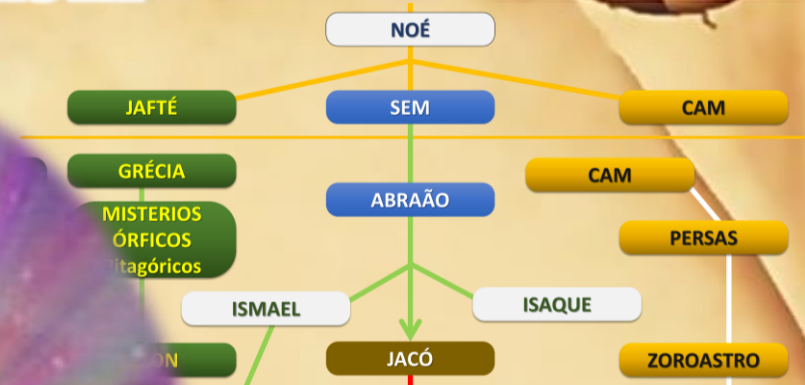 NOÉ
JAFTÉ
SEM
CAM
GRÉCIA
CAM
ABRAÃO
MISTERIOS
ÓRFICOS
PERSAS
ISMAEL
ISAQUE
JACÓ
ZOROASTRO